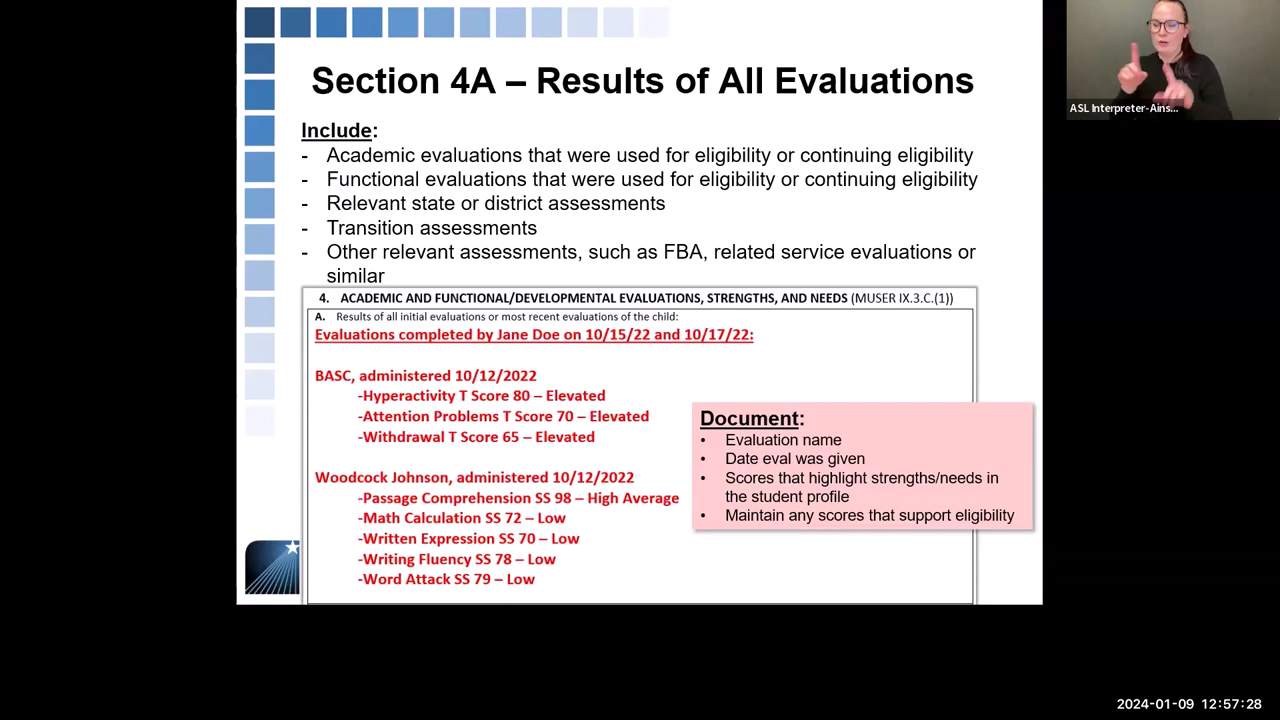 Section 4A – Results of All Evaluations
Include:
- Academic evaluations that were used for eligibility or continuing eligibility
- Functional evaluations that were used for eligibility or continuing eligibility
- Relevant state or district assessments
- Transition assessments
- Other relevant assessments, such as FBA, related service evaluations or
similar
4. ACADEMIC AND FUNCTIONAL/DEVELOPMENTAL EVALUATIONS, STRENGTHS, AND NEEDS (MUSER IX.3.C.(1))
A. Results of all initial evaluations or most recent evaluations of the child:
Evaluations completed by Jane Doe on 10/15/22 and 10/17/22:
BASC, administered 10/12/2022
-Hyperactivity T Score 80 – Elevated
-Attention Problems T Score 70 – Elevated
-Withdrawal T Score 65 – Elevated
Woodcock Johnson, administered 10/12/2022
-Passage Comprehension SS 98 – High Average
-Math Calculation SS 72 – Low
-Written Expression SS 70 – Low
-Writing Fluency SS 78 – Low
-Word Attack SS 79 – Low
Document:
• Evaluation name
• Date eval was given
• Scores that highlight strengths/needs in
the student profile
• Maintain any scores that support eligibility
ASL Interpreter-Ains...
2024-01-09 12:57:28